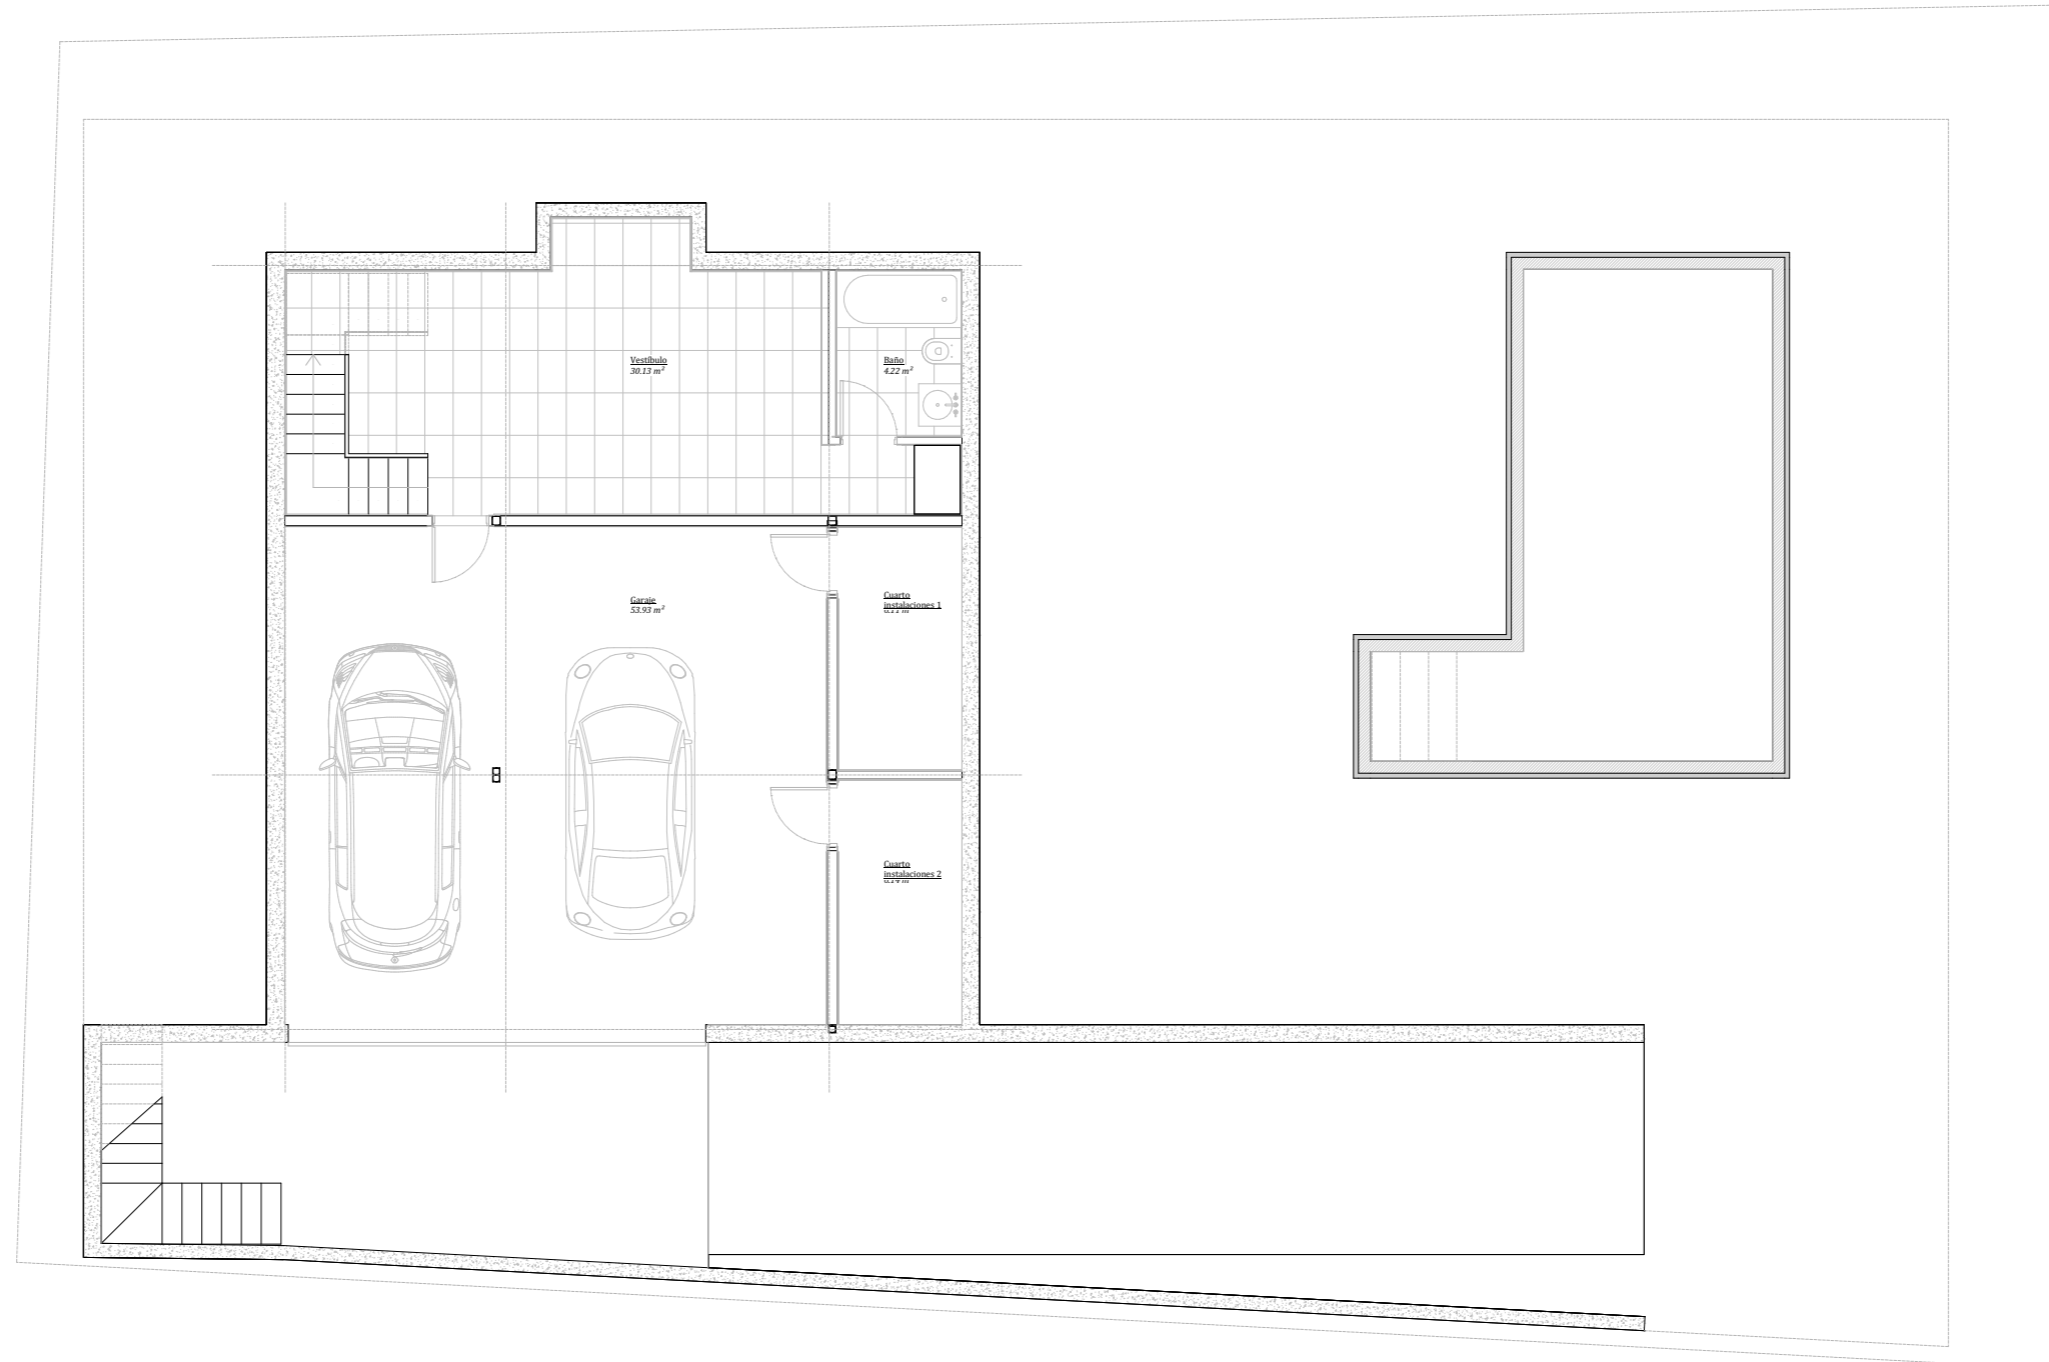 Vestíbulo
30.13 m²
Baño
4.22 m²
Garaje
53.93 m²
Cuarto
instalaciones 1
Cuarto
instalaciones 2